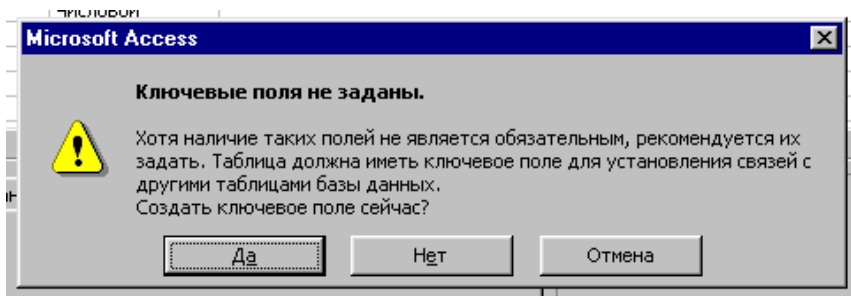 числовой
Microsoft Access
Ключевые поля не заданы.
Хотя наличие таких полей не является обязательным, рекомендуется их
задать. Таблица должна иметь ключевое поле для установления связей с
другими таблицами базы данных.
Создать ключевое поле сейчас?
Да Нет Отмена